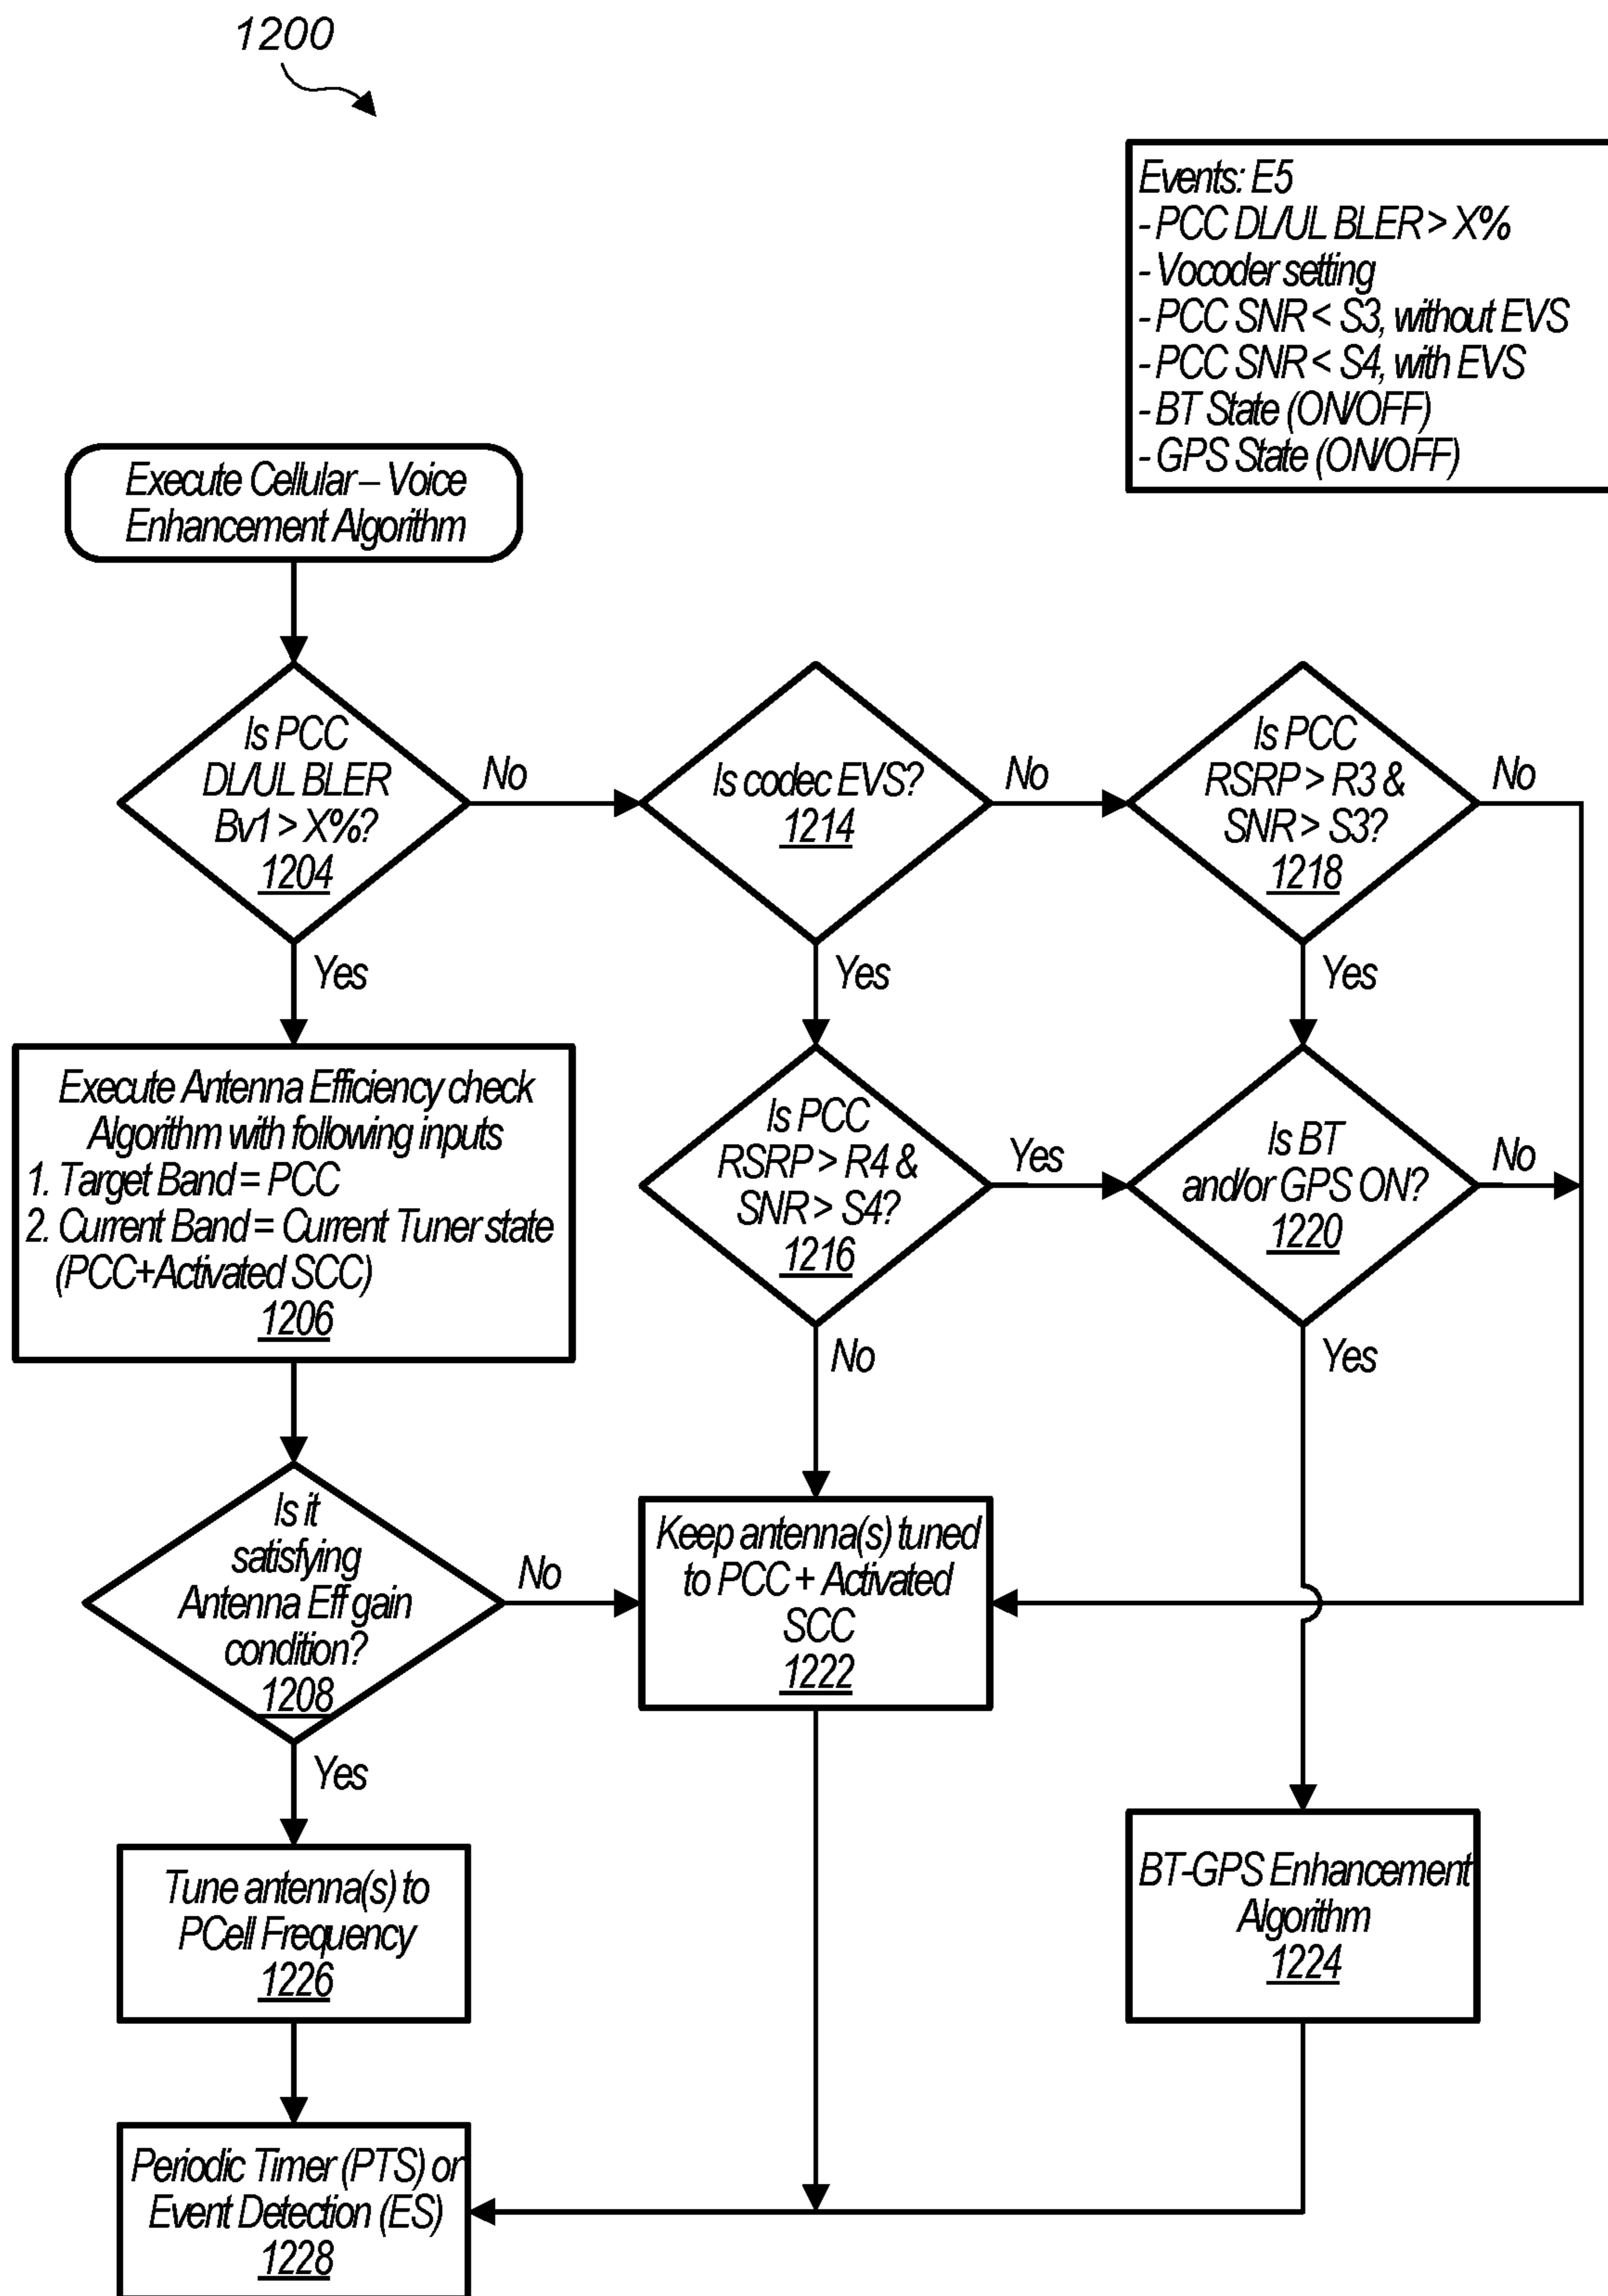 1200
Events: E5
- PCC DL/UL BLER > X%
- Vocoder setting
- PCC SNR < S3, without EVS
- PCC SNR < S4, with EVS
- BT State (ON/OFF)
- GPS State (ON/OFF)
Execute Cellular – Voice
Enhancement Algorithm
Is PCC
DL/UL BLER
Bv1 > X%?
1204
No
Yes
Is codec EVS?
1214
No
Yes
Is PCC
RSRP > R3 &
SNR > S3?
1218
No
Yes
Execute Antenna Efficiency check
Algorithm with following inputs
1. Target Band = PCC
2. Current Band = Current Tuner state
(PCC+Activated SCC)
1206
Is PCC
RSRP > R4 &
SNR > S4?
1216
Yes
No
Is BT
and/or GPS ON?
1220
No
Yes
Is it
satisfying
Antenna Eff gain
condition?
1208
No
Yes
Keep antenna(s) tuned
to PCC + Activated
SCC
1222
Tune antenna(s) to
PCell Frequency
1226
BT-GPS Enhancement
Algorithm
1224
Periodic Timer (PTS) or
Event Detection (ES)
1228